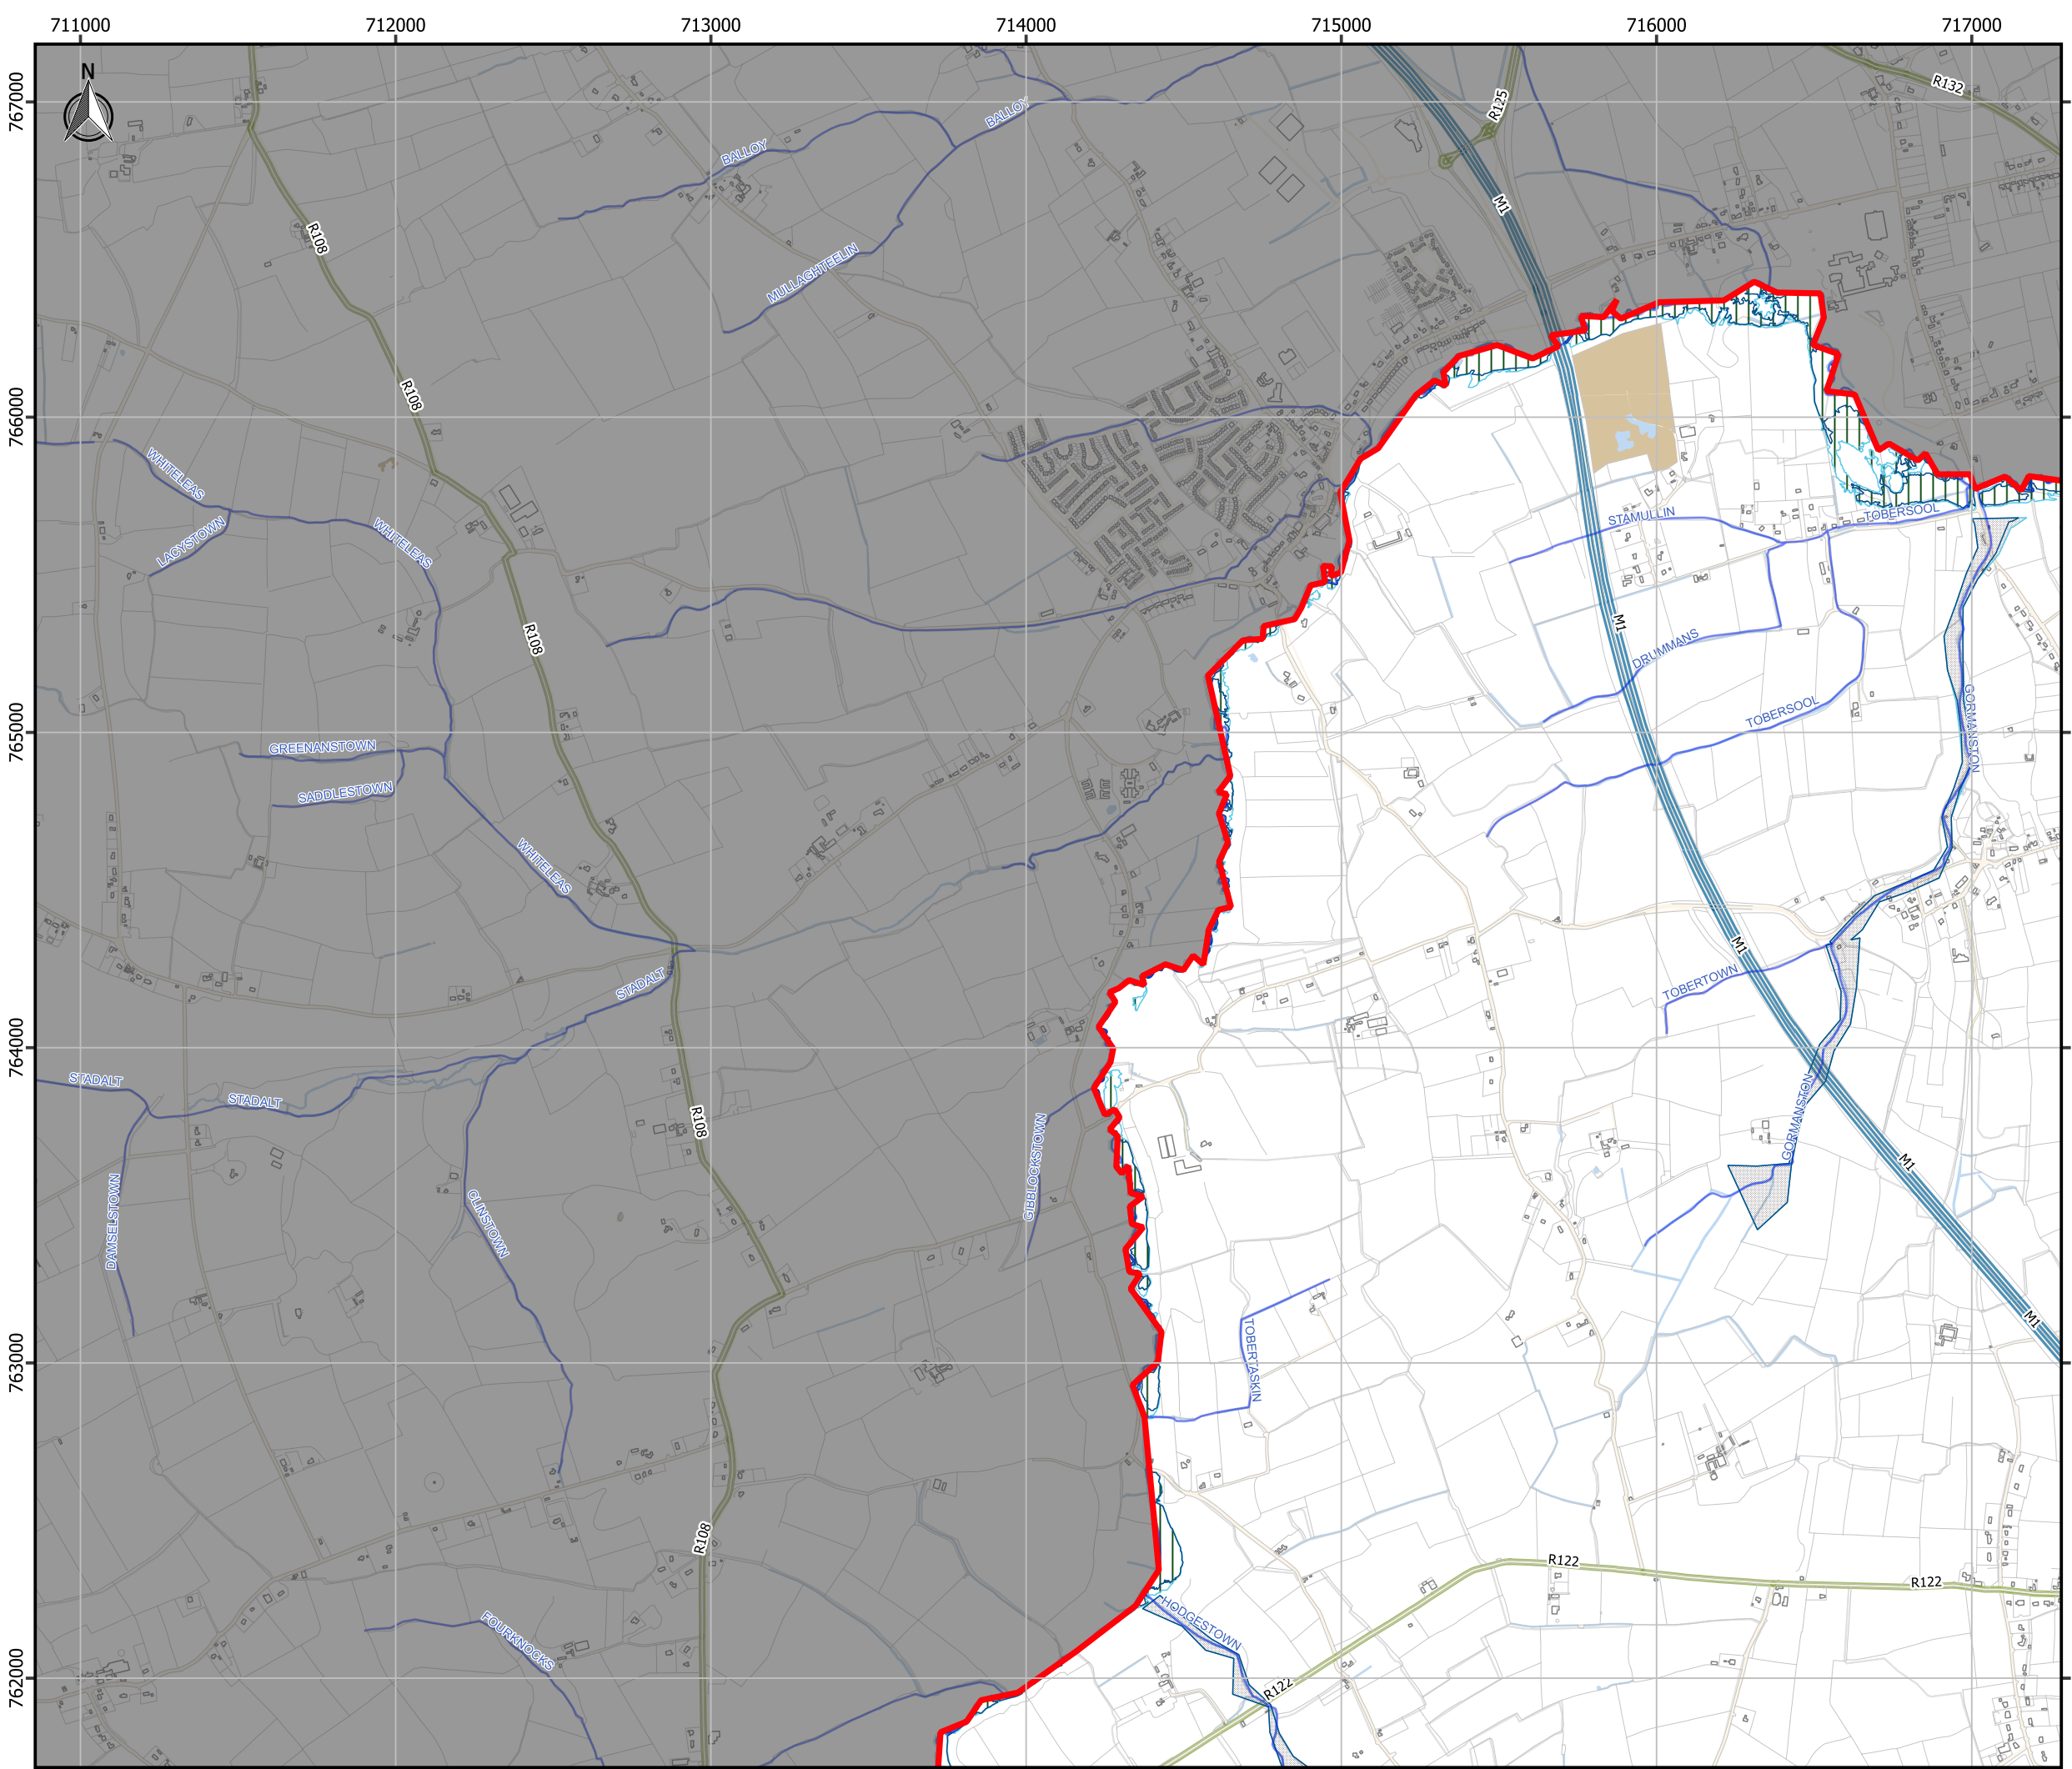 711000 712000 713000 714000 715000 716000 717000
N
767000
766000
765000
764000
763000
762000
R132
R125
BALLOY
BALLOY
M1
R108
MULLAGHTEELIN
R108
WHITELEAS
LACYSTOWN
WHITELEAS
STAMULLIN
TOBERSOOL
R108
M1
DRUMMANS
TOBERSOOL
GORMANSTON
GREENANSTOWN
SADDLESTOWN
WHITELEAS
M1
STADALT
TOBERTOWN
STADALT
STADALT
R108
GIBBLOCKSTOWN
GORMANSTON
M1
DAMSELSTOWN
CLINSTOWN
M1
TOBERTASKIN
R108
R122
R122
HODGESTOWN
FOURKNOCKS
R122